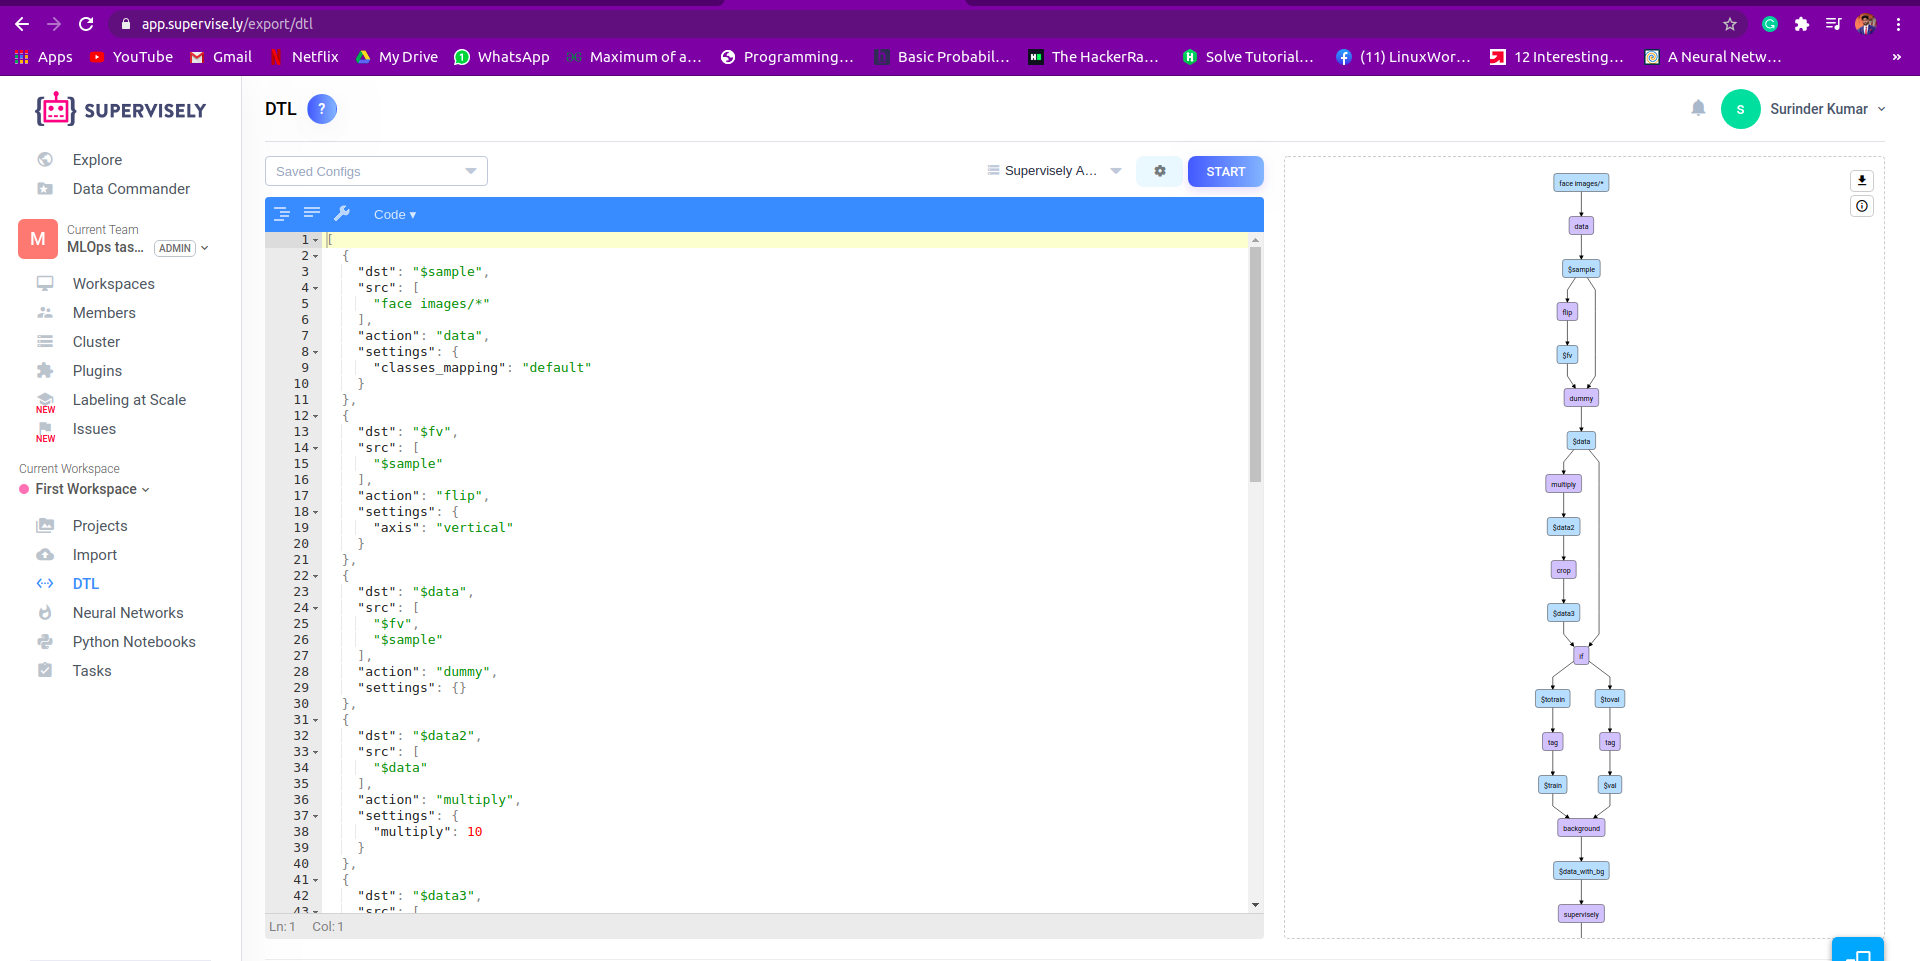 app.supervise.ly/export/dtl
Apps YouTube Gmail Netflix My Drive WhatsApp Maximum of a... Programming... Basic Probabil... The HackerRa... Solve Tutorial... (11) LinuxWor... 12 Interesting... A Neural Netw... »
SUPERVISELY
Explore
Data Commander
Current Team
M MLOps tas... ADMIN
Workspaces
Members
Cluster
Plugins
Labeling at Scale
NEW
Issues
NEW
Current Workspace
First Workspace
Projects
Import
DTL
Neural Networks
Python Notebooks
Tasks
DTL ?
S Surinder Kumar
Saved Configs
Supervisely A...
START
Code ▾
1 [
2 {
3 "dst": "$sample",
4 "src": [
5 "face images/*"
6 ],
7 "action": "data",
8 "settings": {
9 "classes_mapping": "default"
10 }
11 },
12 {
13 "dst": "$fv",
14 "src": [
15 "$sample"
16 ],
17 "action": "flip",
18 "settings": {
19 "axis": "vertical"
20 }
21 },
22 {
23 "dst": "$data",
24 "src": [
25 "$fv",
26 "$sample"
27 ],
28 "action": "dummy",
29 "settings": {}
30 },
31 {
32 "dst": "$data2",
33 "src": [
34 "$data"
35 ],
36 "action": "multiply",
37 "settings": {
38 "multiply": 10
39 }
40 },
41 {
42 "dst": "$data3",
43 "src": [
Ln: 1 Col: 1
face images/*
data
$sample
flip
$fv
dummy
$data
multiply
$data2
crop
$data3
if
$totrain $toval
tag tag
$train $val
background
$data_with_bg
supervisely